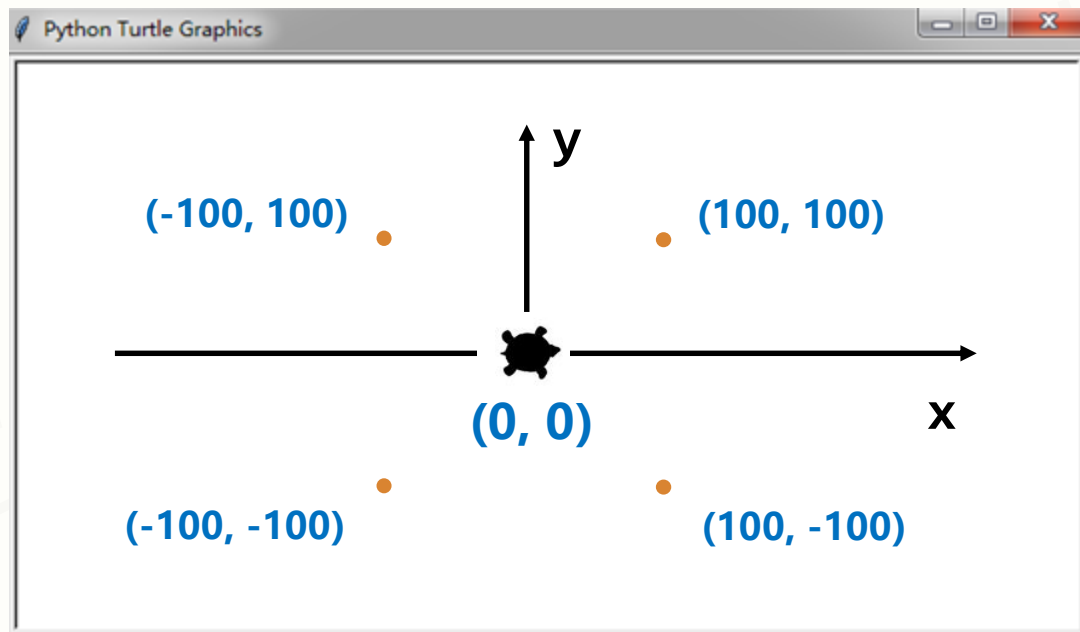 Python Turtle Graphics
y
(-100, 100)
(100, 100)
(0, 0)
x
(-100, -100)
(100, -100)